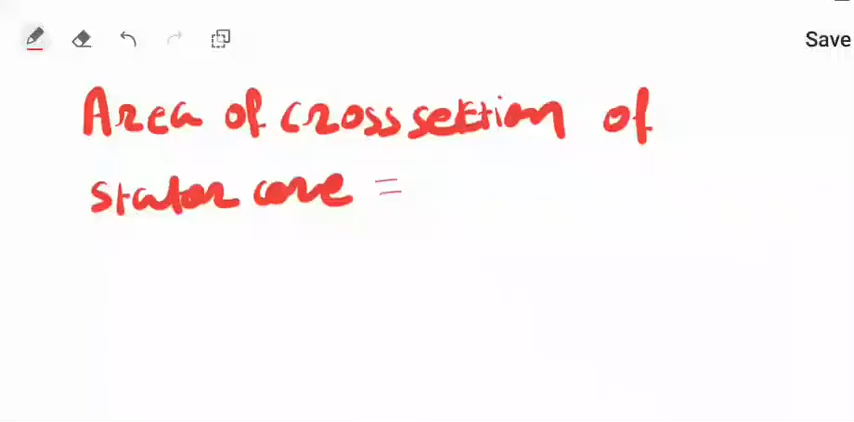 Save
Area of cross section of
stator core =